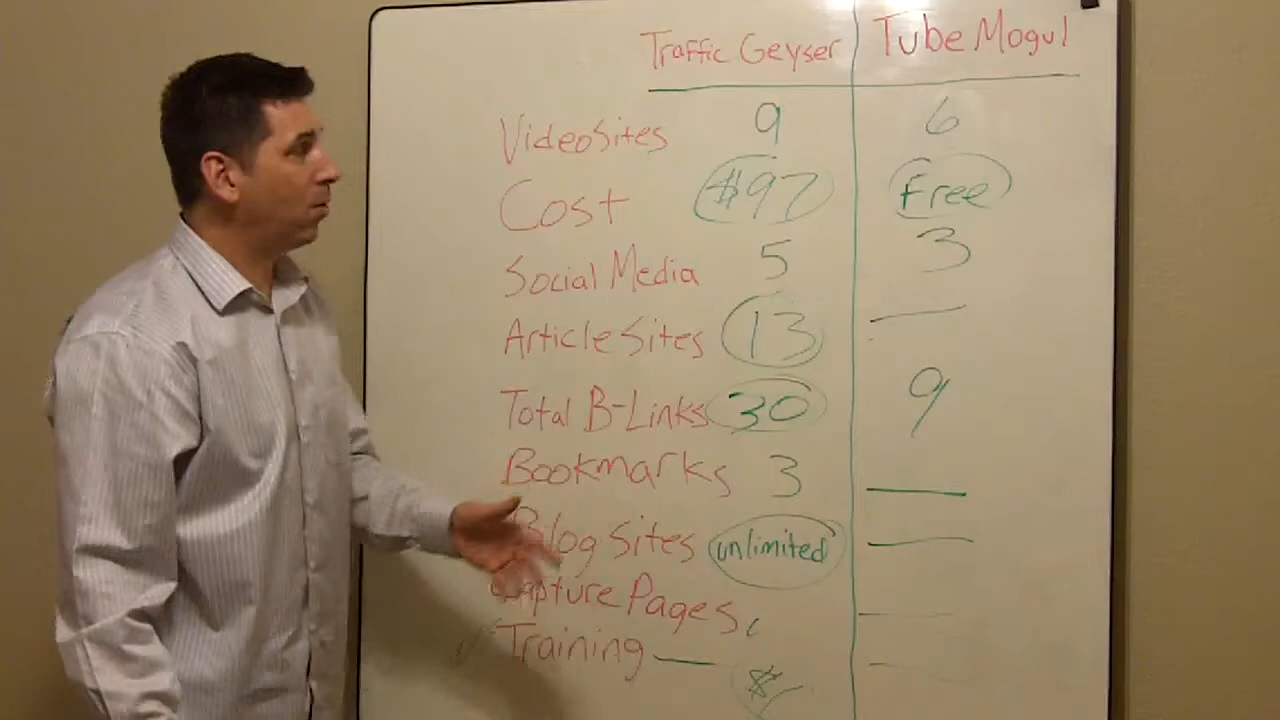 Traffic Geyser Tube Mogul
Video Sites 9 6
Cost $97 Free
Social Media 5 3
Article Sites 13 —
Total B-Links 30 9
Bookmarks 3 —
Blog Sites unlimited —
Capture Pages —
Training — $ —